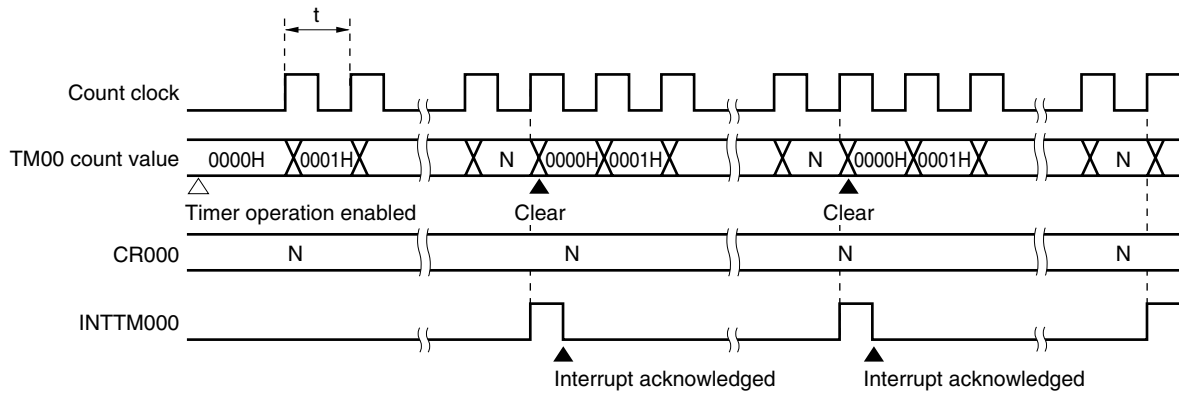 t
Count clock
TM00 count value 0000H 0001H N 0000H 0001H N 0000H 0001H N
Timer operation enabled Clear Clear
CR000 N N N N
INTTM000
Interrupt acknowledged Interrupt acknowledged